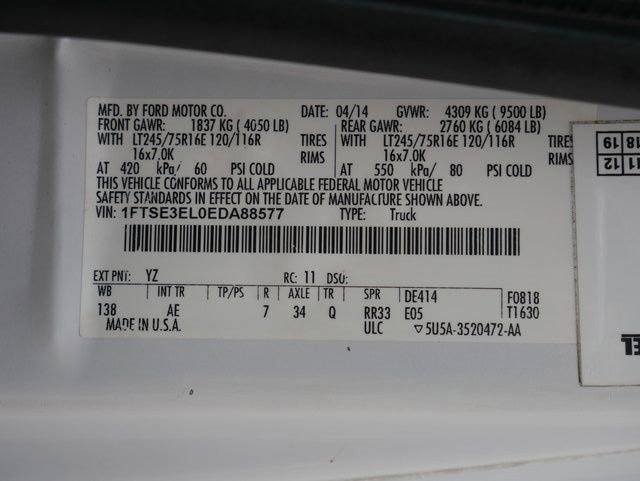 MFD. BY FORD MOTOR CO. DATE: 04/14 GVWR: 4309 KG (9500 LB)
FRONT GAWR: 1837 KG (4050 LB) REAR GAWR: 2760 KG (6084 LB)
WITH LT245/75R16E 120/116R TIRES WITH LT245/75R16E 120/116R TIRES
16x7.0K RIMS 16x7.0K RIMS
AT 420 kPa/ 60 PSI COLD AT 550 kPa/ 80 PSI COLD
THIS VEHICLE CONFORMS TO ALL APPLICABLE FEDERAL MOTOR VEHICLE
SAFETY STANDARDS IN EFFECT ON THE DATE OF MANUFACTURE SHOWN ABOVE.
VIN: 1FTSE3EL0EDA88577 TYPE: Truck
EXT PNT: YZ RC: 11 DSO:
WB INT TR TP/PS R AXLE TR SPR DE414 F0818
138 AE 7 34 Q RR33 E05 T1630
MADE IN U.S.A. ULC ▽5U5A-3520472-AA
11 18
12 19